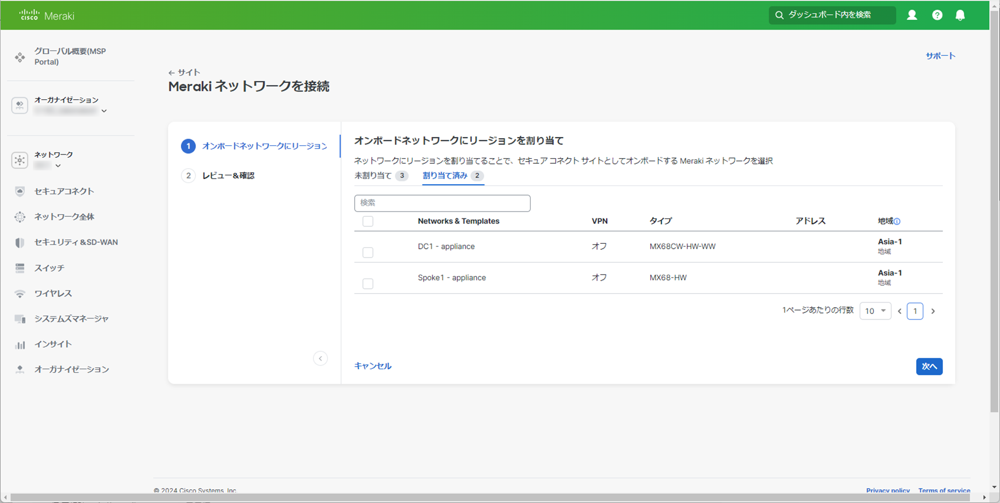 CISCO Meraki
ダッシュボード内を検索
グローバル概要(MSP
Portal)
オーガナイゼーション
ネットワーク
セキュアコネクト
ネットワーク全体
セキュリティ&SD-WAN
スイッチ
ワイヤレス
システムズマネージャ
インサイト
オーガナイゼーション
サポート
← サイト
Meraki ネットワークを接続
1 オンボードネットワークにリージョン
2 レビュー&確認
オンボードネットワークにリージョンを割り当て
ネットワークにリージョンを割り当てることで、セキュア コネクト サイトとしてオンボードする Meraki ネットワークを選択
未割り当て 3 割り当て済み 2
検索
Networks & Templates VPN タイプ アドレス 地域
DC1 - appliance オフ MX68CW-HW-WW Asia-1
地域
Spoke1 - appliance オフ MX68-HW Asia-1
地域
1ページあたりの行数 10 1
キャンセル 次へ
© 2024 Cisco Systems, Inc.
Privacy policy Terms of service